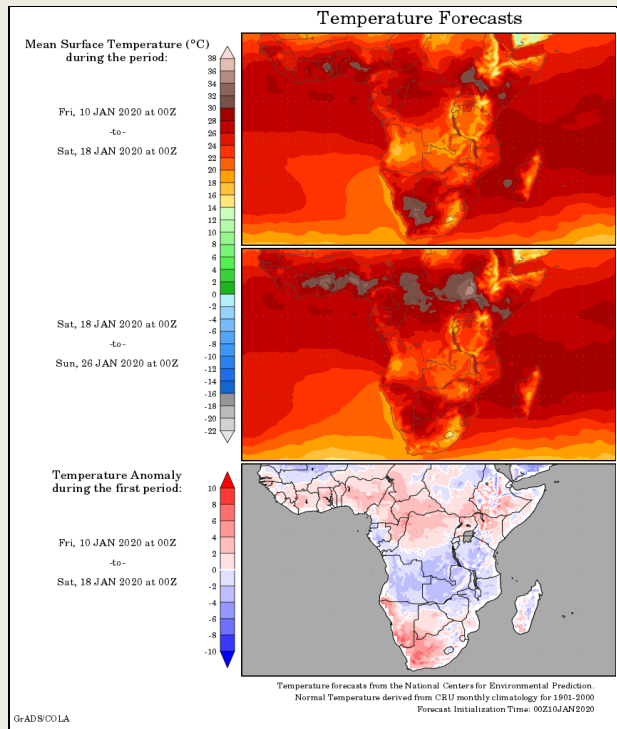 Temperature Forecasts
Mean Surface Temperature (°C)
during the period:
Fri, 10 JAN 2020 at 00Z
-to-
Sat, 18 JAN 2020 at 00Z
38
36
34
32
30
28
26
24
22
20
18
16
14
12
10
8
6
4
2
0
-2
-4
-6
-8
-10
-12
-14
-16
-18
-20
-22
Sat, 18 JAN 2020 at 00Z
-to-
Sun, 26 JAN 2020 at 00Z
Temperature Anomaly
during the first period:
Fri, 10 JAN 2020 at 00Z
-to-
Sat, 18 JAN 2020 at 00Z
10
8
6
4
2
0
-2
-4
-6
-8
-10
Temperature forecasts from the National Centers for Environmental Prediction.
Normal Temperature derived from CRU monthly climatology for 1901-2000
Forecast Initialization Time: 00Z10JAN2020
GrADS/COLA